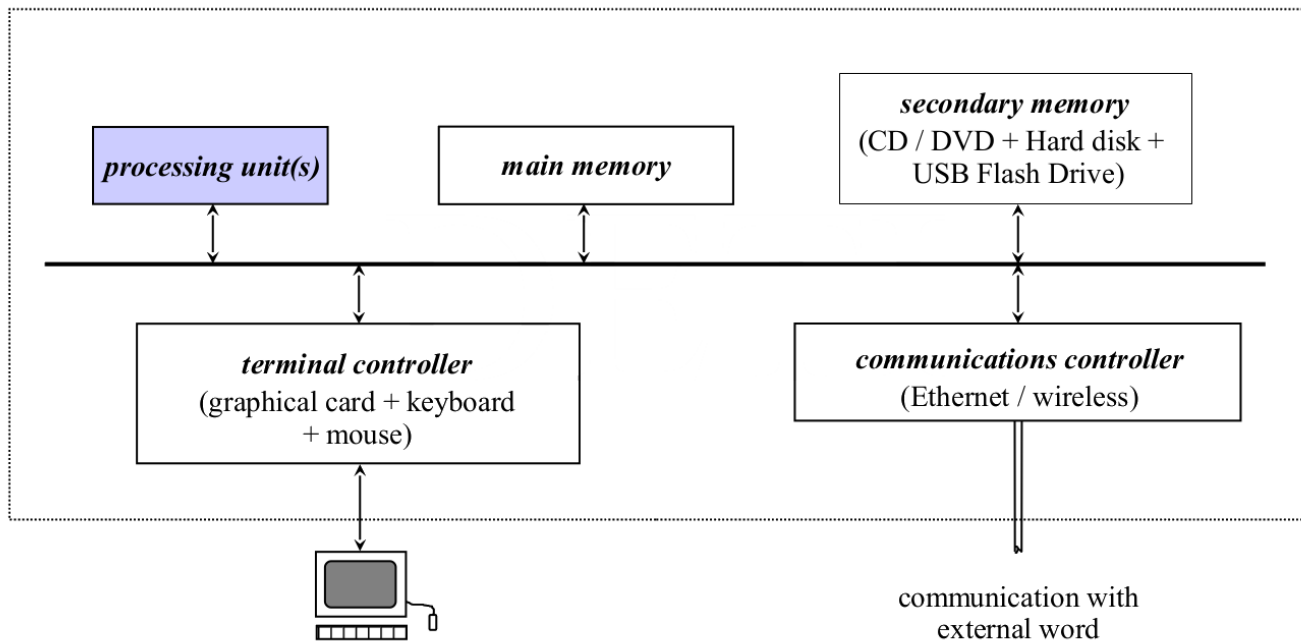 processing unit(s)
main memory
secondary memory
(CD / DVD + Hard disk +
USB Flash Drive)
terminal controller
(graphical card + keyboard
+ mouse)
communications controller
(Ethernet / wireless)
communication with
external word